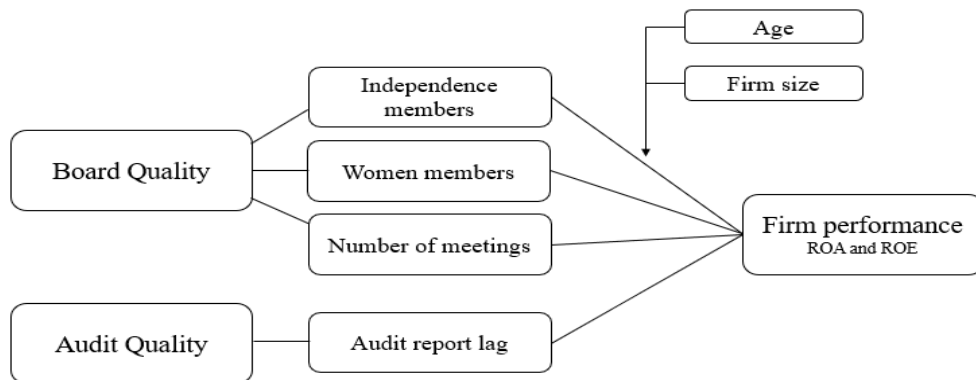 Age
Firm size
Independence
members
Board Quality
Women members
Number of meetings
Firm performance
ROA and ROE
Audit Quality
Audit report lag